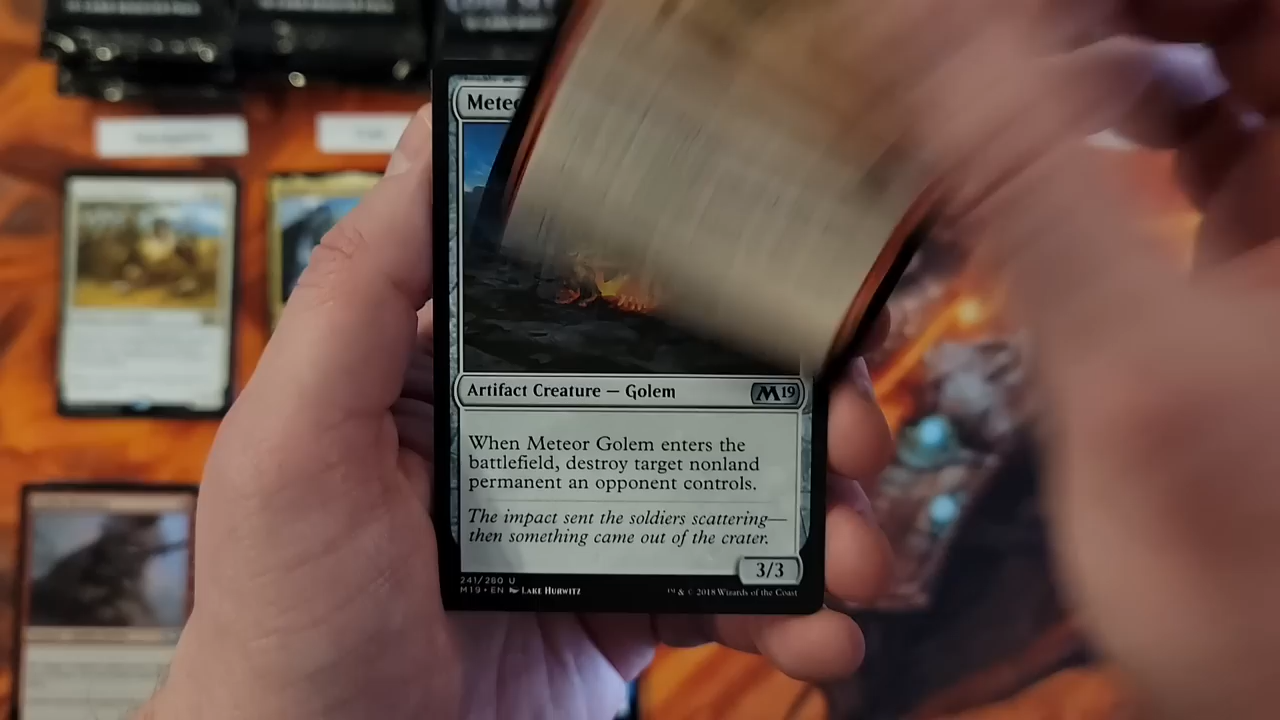 Meteo
Artifact Creature — Golem
M19
When Meteor Golem enters the
battlefield, destroy target nonland
permanent an opponent controls.
The impact sent the soldiers scattering—
then something came out of the crater.
3/3
241/280 U
M19 • EN Lake Hurwitz
™ & © 2018 Wizards of the Coast